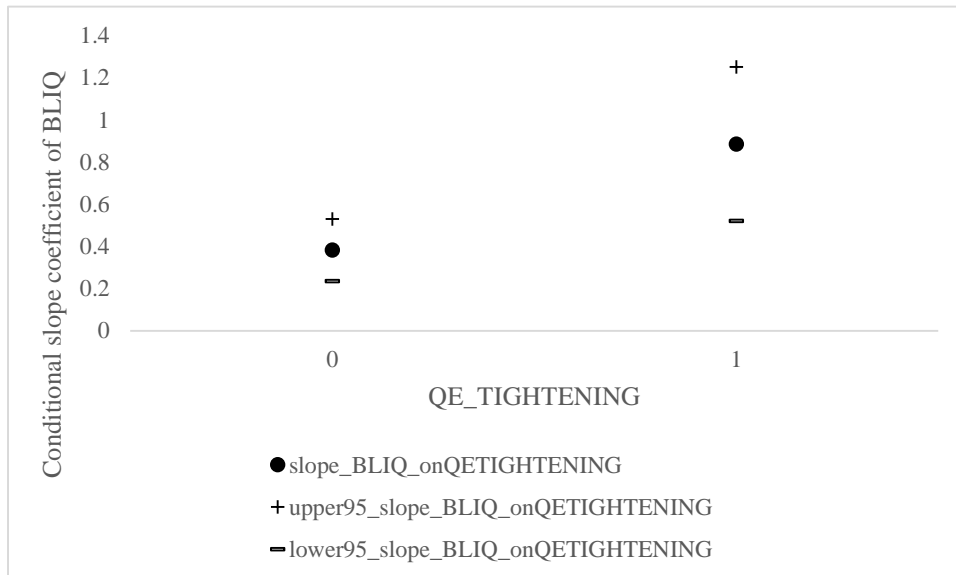 Conditional slope coefficient of BLIQ
1.4
1.2
1
0.8
0.6
0.4
0.2
0
0 1
QE_TIGHTENING
slope_BLIQ_onQETIGHTENING
upper95_slope_BLIQ_onQETIGHTENING
lower95_slope_BLIQ_onQETIGHTENING